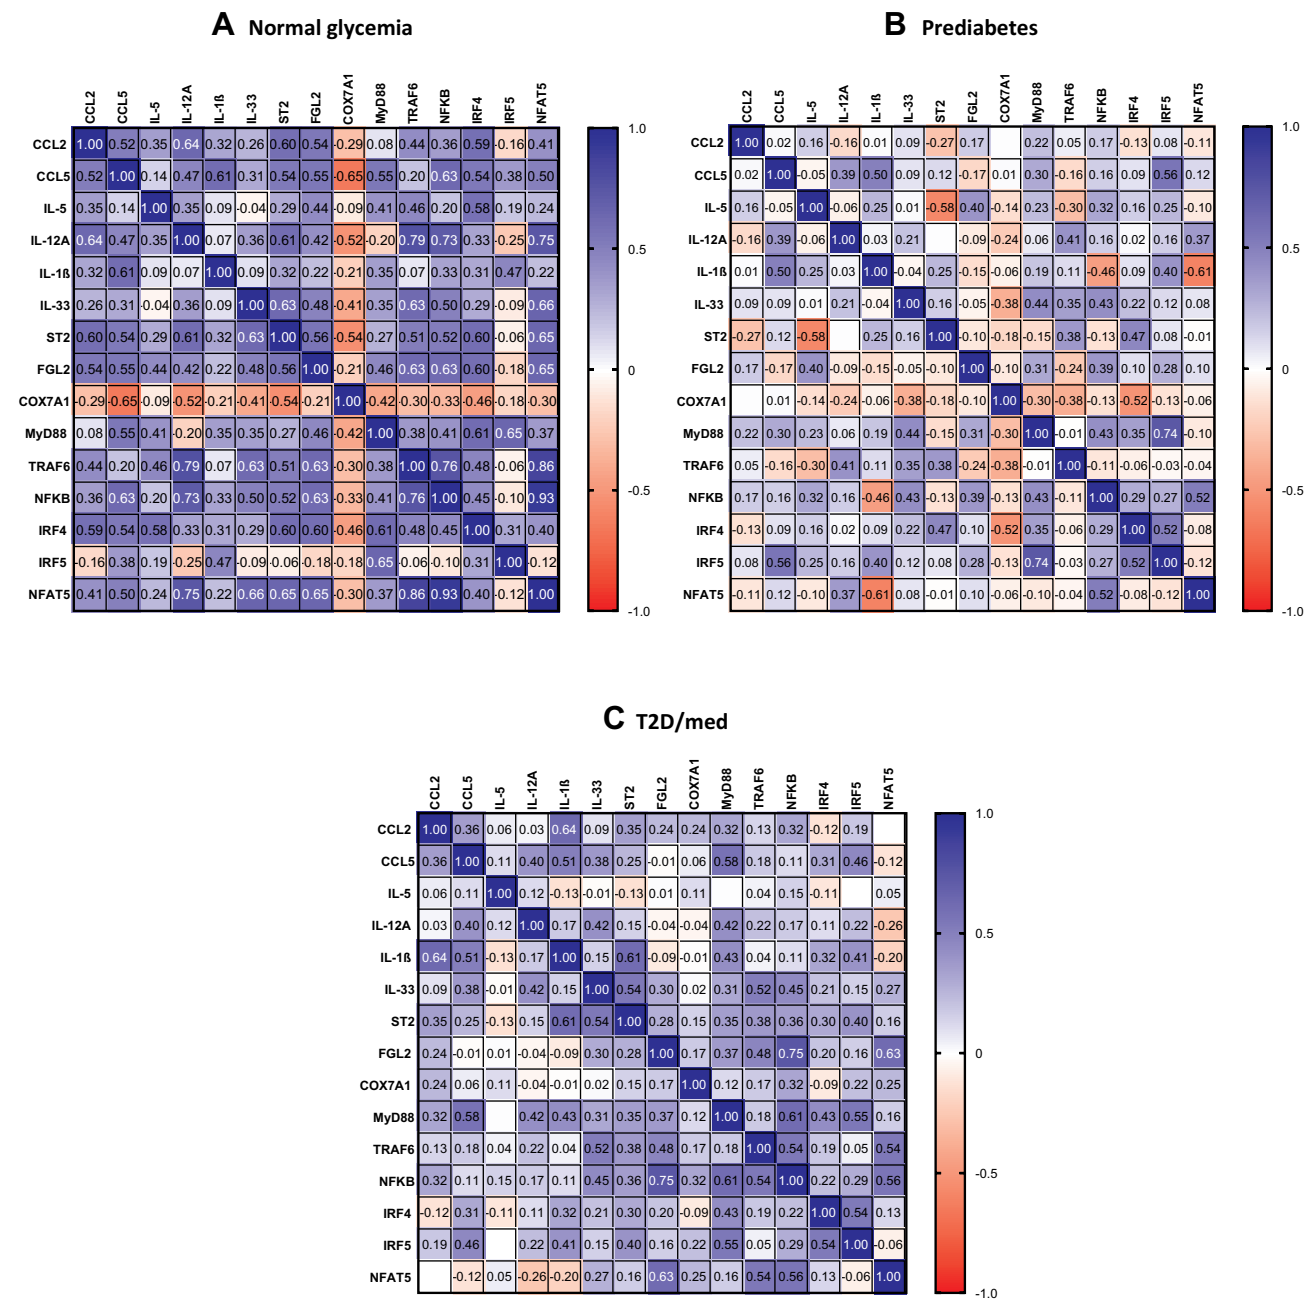 A Normal glycemia
CCL2 CCL5 IL-5 IL-12A IL-1ß IL-33 ST2 FGL2 COX7A1 MyD88 TRAF6 NFKB IRF4 IRF5 NFAT5
CCL2 1.00 0.52 0.35 0.64 0.32 0.26 0.60 0.54 -0.29 0.08 0.44 0.36 0.59 -0.16 0.41
CCL5 0.52 1.00 0.14 0.47 0.61 0.31 0.54 0.55 -0.65 0.55 0.20 0.63 0.54 0.38 0.50
IL-5 0.35 0.14 1.00 0.35 0.09 -0.04 0.29 0.44 -0.09 0.41 0.46 0.20 0.58 0.19 0.24
IL-12A 0.64 0.47 0.35 1.00 0.07 0.36 0.61 0.42 -0.52 -0.20 0.79 0.73 0.33 -0.25 0.75
IL-1ß 0.32 0.61 0.09 0.07 1.00 0.09 0.32 0.22 -0.21 0.35 0.07 0.33 0.31 0.47 0.22
IL-33 0.26 0.31 -0.04 0.36 0.09 1.00 0.63 0.48 -0.41 0.35 0.63 0.50 0.29 -0.09 0.66
ST2 0.60 0.54 0.29 0.61 0.32 0.63 1.00 0.56 -0.54 0.27 0.51 0.52 0.60 -0.06 0.65
FGL2 0.54 0.55 0.44 0.42 0.22 0.48 0.56 1.00 -0.21 0.46 0.63 0.63 0.60 -0.18 0.65
COX7A1 -0.29 -0.65 -0.09 -0.52 -0.21 -0.41 -0.54 -0.21 1.00 -0.42 -0.30 -0.33 -0.46 -0.18 -0.30
MyD88 0.08 0.55 0.41 -0.20 0.35 0.35 0.27 0.46 -0.42 1.00 0.38 0.41 0.61 0.65 0.37
TRAF6 0.44 0.20 0.46 0.79 0.07 0.63 0.51 0.63 -0.30 0.38 1.00 0.76 0.48 -0.06 0.86
NFKB 0.36 0.63 0.20 0.73 0.33 0.50 0.52 0.63 -0.33 0.41 0.76 1.00 0.45 -0.10 0.93
IRF4 0.59 0.54 0.58 0.33 0.31 0.29 0.60 0.60 -0.46 0.61 0.48 0.45 1.00 0.31 0.40
IRF5 -0.16 0.38 0.19 -0.25 0.47 -0.09 -0.06 -0.18 -0.18 0.65 -0.06 -0.10 0.31 1.00 -0.12
NFAT5 0.41 0.50 0.24 0.75 0.22 0.66 0.65 0.65 -0.30 0.37 0.86 0.93 0.40 -0.12 1.00
1.0
0.5
0
-0.5
-1.0
B Prediabetes
CCL2 CCL5 IL-5 IL-12A IL-1ß IL-33 ST2 FGL2 COX7A1 MyD88 TRAF6 NFKB IRF4 IRF5 NFAT5
CCL2 1.00 0.02 0.16 -0.16 0.01 0.09 -0.27 0.17 0.22 0.05 0.17 -0.13 0.08 -0.11
CCL5 0.02 1.00 -0.05 0.39 0.50 0.09 0.12 -0.17 0.01 0.30 -0.16 0.16 0.09 0.56 0.12
IL-5 0.16 -0.05 1.00 -0.06 0.25 0.01 -0.58 0.40 -0.14 0.23 -0.30 0.32 0.16 0.25 -0.10
IL-12A -0.16 0.39 -0.06 1.00 0.03 0.21 -0.09 -0.24 0.06 0.41 0.16 0.02 0.16 0.37
IL-1ß 0.01 0.50 0.25 0.03 1.00 -0.04 0.25 -0.15 -0.06 0.19 0.11 -0.46 0.09 0.40 -0.61
IL-33 0.09 0.09 0.01 0.21 -0.04 1.00 0.16 -0.05 -0.38 0.44 0.35 0.43 0.22 0.12 0.08
ST2 -0.27 0.12 -0.58 0.25 0.16 1.00 -0.10 -0.18 -0.15 0.38 -0.13 0.47 0.08 -0.01
FGL2 0.17 -0.17 0.40 -0.09 -0.15 -0.05 -0.10 1.00 -0.10 0.31 -0.24 0.39 0.10 0.28 0.10
COX7A1 0.01 -0.14 -0.24 -0.06 -0.38 -0.18 -0.10 1.00 -0.30 -0.38 -0.13 -0.52 -0.13 -0.06
MyD88 0.22 0.30 0.23 0.06 0.19 0.44 -0.15 0.31 -0.30 1.00 -0.01 0.43 0.35 0.74 -0.10
TRAF6 0.05 -0.16 -0.30 0.41 0.11 0.35 0.38 -0.24 -0.38 -0.01 1.00 -0.11 -0.06 -0.03 -0.04
NFKB 0.17 0.16 0.32 0.16 -0.46 0.43 -0.13 0.39 -0.13 0.43 -0.11 1.00 0.29 0.27 0.52
IRF4 -0.13 0.09 0.16 0.02 0.09 0.22 0.47 0.10 -0.52 0.35 -0.06 0.29 1.00 0.52 -0.08
IRF5 0.08 0.56 0.25 0.16 0.40 0.12 0.08 0.28 -0.13 0.74 -0.03 0.27 0.52 1.00 -0.12
NFAT5 -0.11 0.12 -0.10 0.37 -0.61 0.08 -0.01 0.10 -0.06 -0.10 -0.04 0.52 -0.08 -0.12 1.00
1.0
0.5
0
-0.5
-1.0
C T2D/med
CCL2 CCL5 IL-5 IL-12A IL-1ß IL-33 ST2 FGL2 COX7A1 MyD88 TRAF6 NFKB IRF4 IRF5 NFAT5
CCL2 1.00 0.36 0.06 0.03 0.64 0.09 0.35 0.24 0.24 0.32 0.13 0.32 -0.12 0.19
CCL5 0.36 1.00 0.11 0.40 0.51 0.38 0.25 -0.01 0.06 0.58 0.18 0.11 0.31 0.46 -0.12
IL-5 0.06 0.11 1.00 0.12 -0.13 -0.01 -0.13 0.01 0.11 0.04 0.15 -0.11 0.05
IL-12A 0.03 0.40 0.12 1.00 0.17 0.42 0.15 -0.04 -0.04 0.42 0.22 0.17 0.11 0.22 -0.26
IL-1ß 0.64 0.51 -0.13 0.17 1.00 0.15 0.61 -0.09 -0.01 0.43 0.04 0.11 0.32 0.41 -0.20
IL-33 0.09 0.38 -0.01 0.42 0.15 1.00 0.54 0.30 0.02 0.31 0.52 0.45 0.21 0.15 0.27
ST2 0.35 0.25 -0.13 0.15 0.61 0.54 1.00 0.28 0.15 0.35 0.38 0.36 0.30 0.40 0.16
FGL2 0.24 -0.01 0.01 -0.04 -0.09 0.30 0.28 1.00 0.17 0.37 0.48 0.75 0.20 0.16 0.63
COX7A1 0.24 0.06 0.11 -0.04 -0.01 0.02 0.15 0.17 1.00 0.12 0.17 0.32 -0.09 0.22 0.25
MyD88 0.32 0.58 0.42 0.43 0.31 0.35 0.37 0.12 1.00 0.18 0.61 0.43 0.55 0.16
TRAF6 0.13 0.18 0.04 0.22 0.04 0.52 0.38 0.48 0.17 0.18 1.00 0.54 0.19 0.05 0.54
NFKB 0.32 0.11 0.15 0.17 0.11 0.45 0.36 0.75 0.32 0.61 0.54 1.00 0.22 0.29 0.56
IRF4 -0.12 0.31 -0.11 0.11 0.32 0.21 0.30 0.20 -0.09 0.43 0.19 0.22 1.00 0.54 0.13
IRF5 0.19 0.46 0.22 0.41 0.15 0.40 0.16 0.22 0.55 0.05 0.29 0.54 1.00 -0.06
NFAT5 -0.12 0.05 -0.26 -0.20 0.27 0.16 0.63 0.25 0.16 0.54 0.56 0.13 -0.06 1.00
1.0
0.5
0
-0.5
-1.0